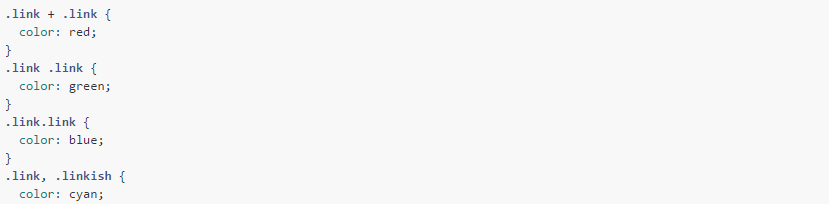 .link + .link {
  color: red;
}
.link .link {
  color: green;
}
.link.link {
  color: blue;
}
.link, .linkish {
  color: cyan;